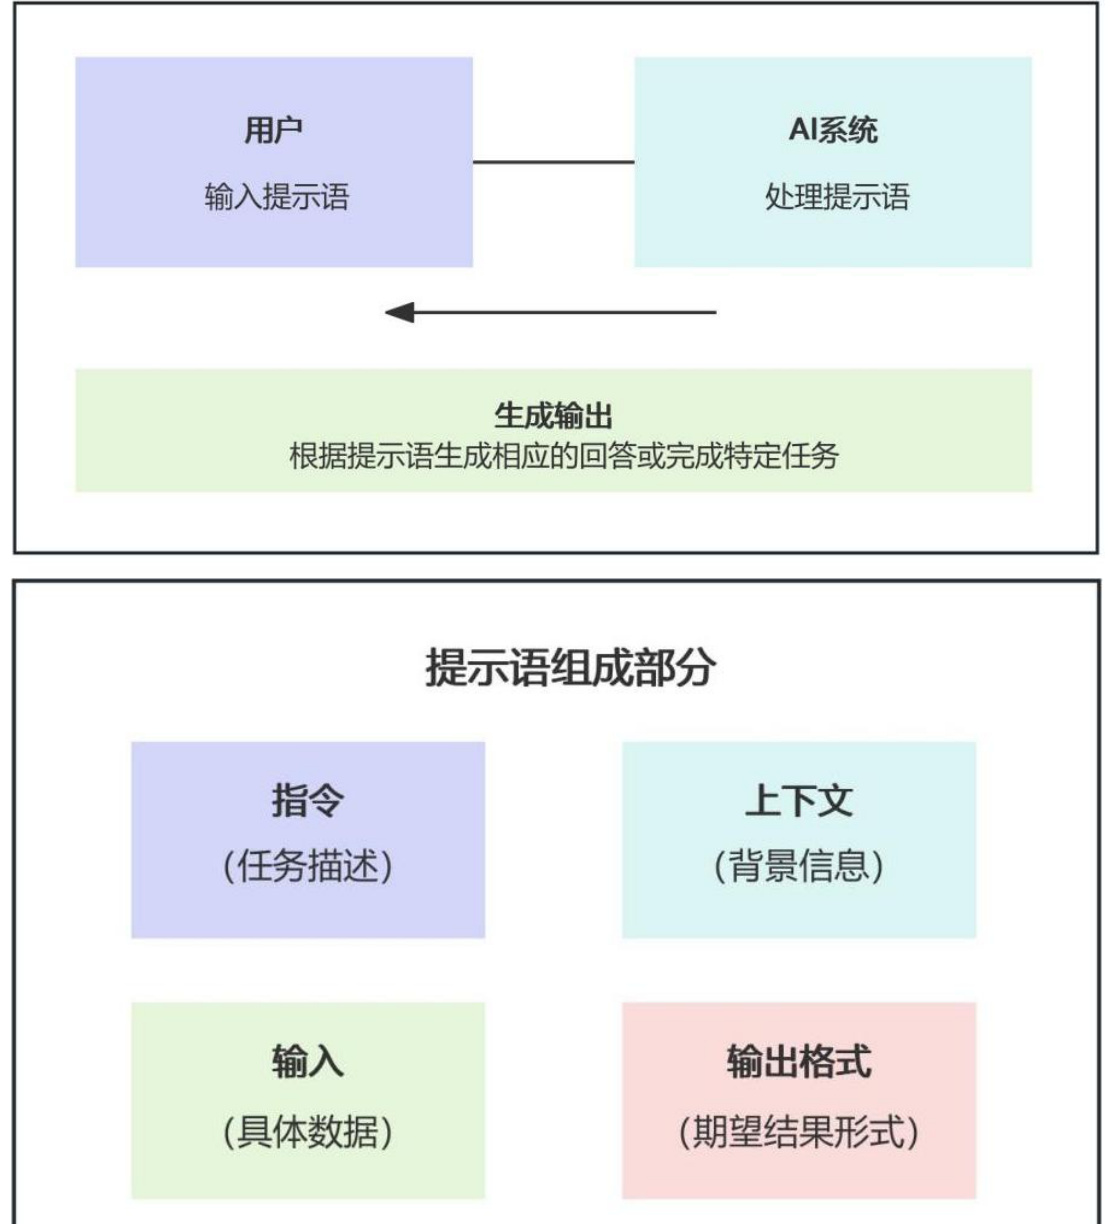 用户
输入提示语
AI系统
处理提示语
生成输出
根据提示语生成相应的回答或完成特定任务
提示语组成部分
指令
（任务描述）
上下文
（背景信息）
输入
（具体数据）
输出格式
（期望结果形式）